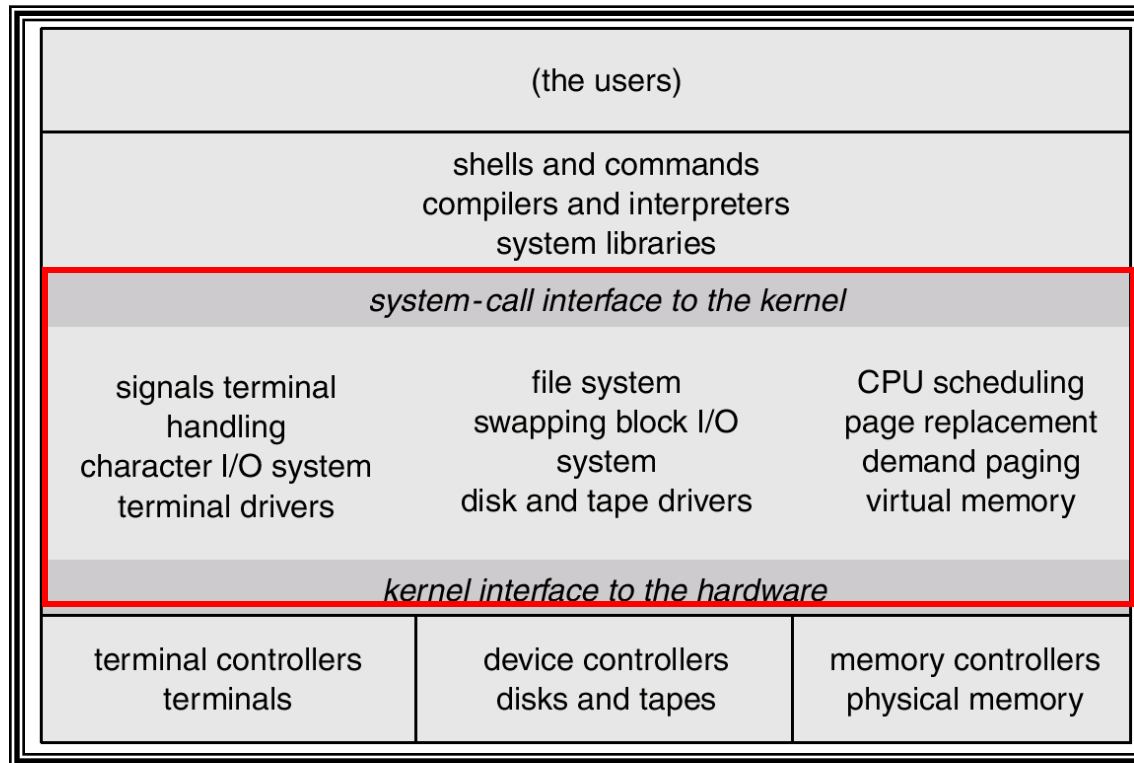 (the users)
shells and commands
compilers and interpreters
system libraries
system-call interface to the kernel
signals terminal
handling
character I/O system
terminal drivers
file system
swapping block I/O
system
disk and tape drivers
CPU scheduling
page replacement
demand paging
virtual memory
kernel interface to the hardware
terminal controllers
terminals
device controllers
disks and tapes
memory controllers
physical memory